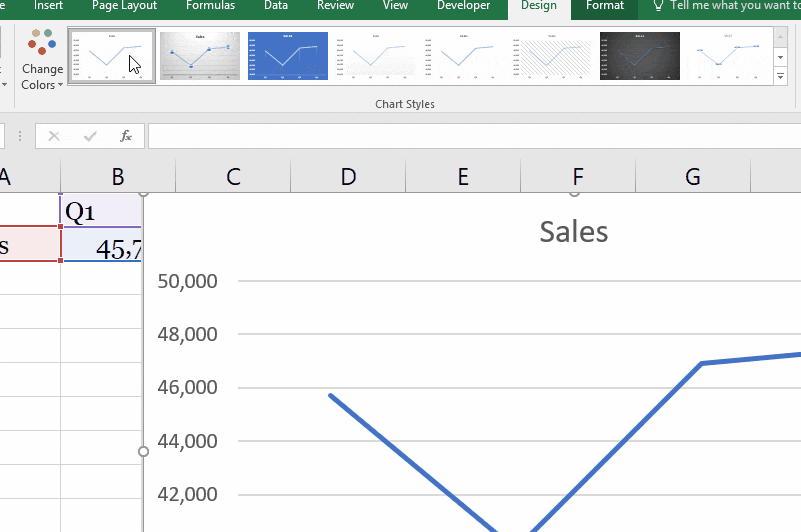 Insert Page Layout Formulas Data Review View Developer Design Format Tell me what you want to
Change
Colors
Chart Styles
fx
A B C D E F G
Q1
s 45,7
Sales
50,000
48,000
46,000
44,000
42,000